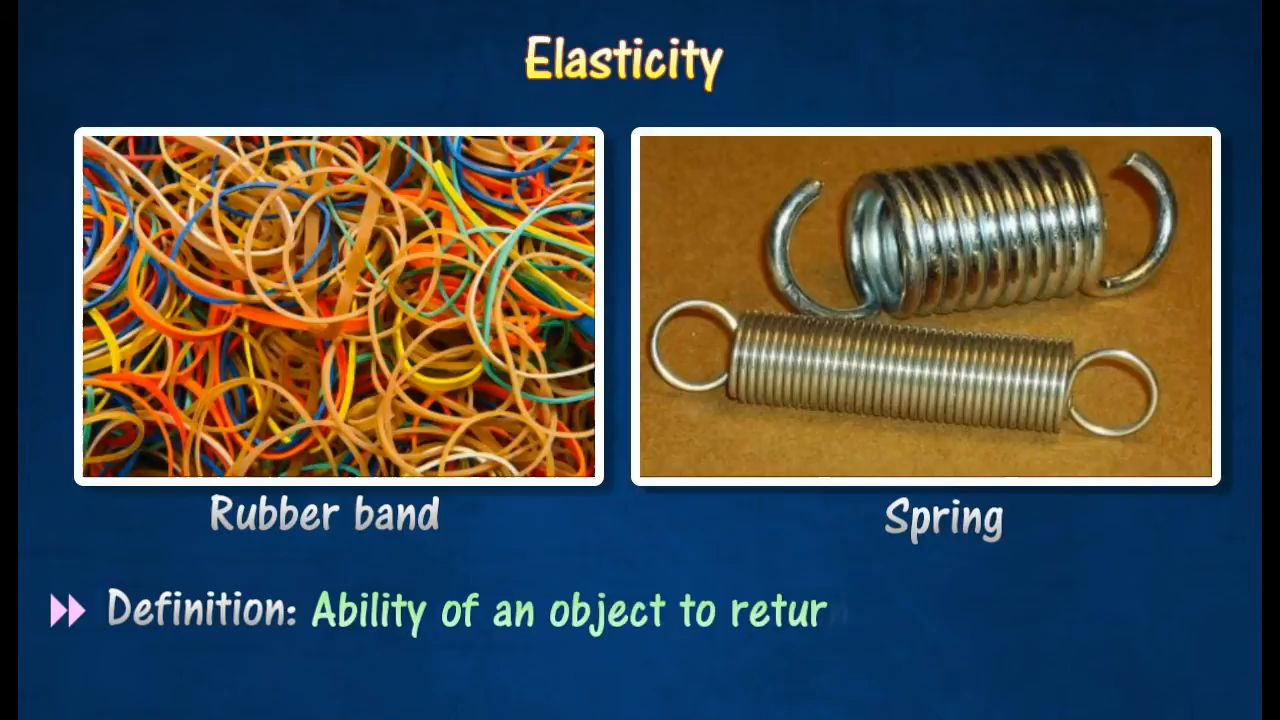 Elasticity
Rubber band
Spring
Definition: Ability of an object to retur